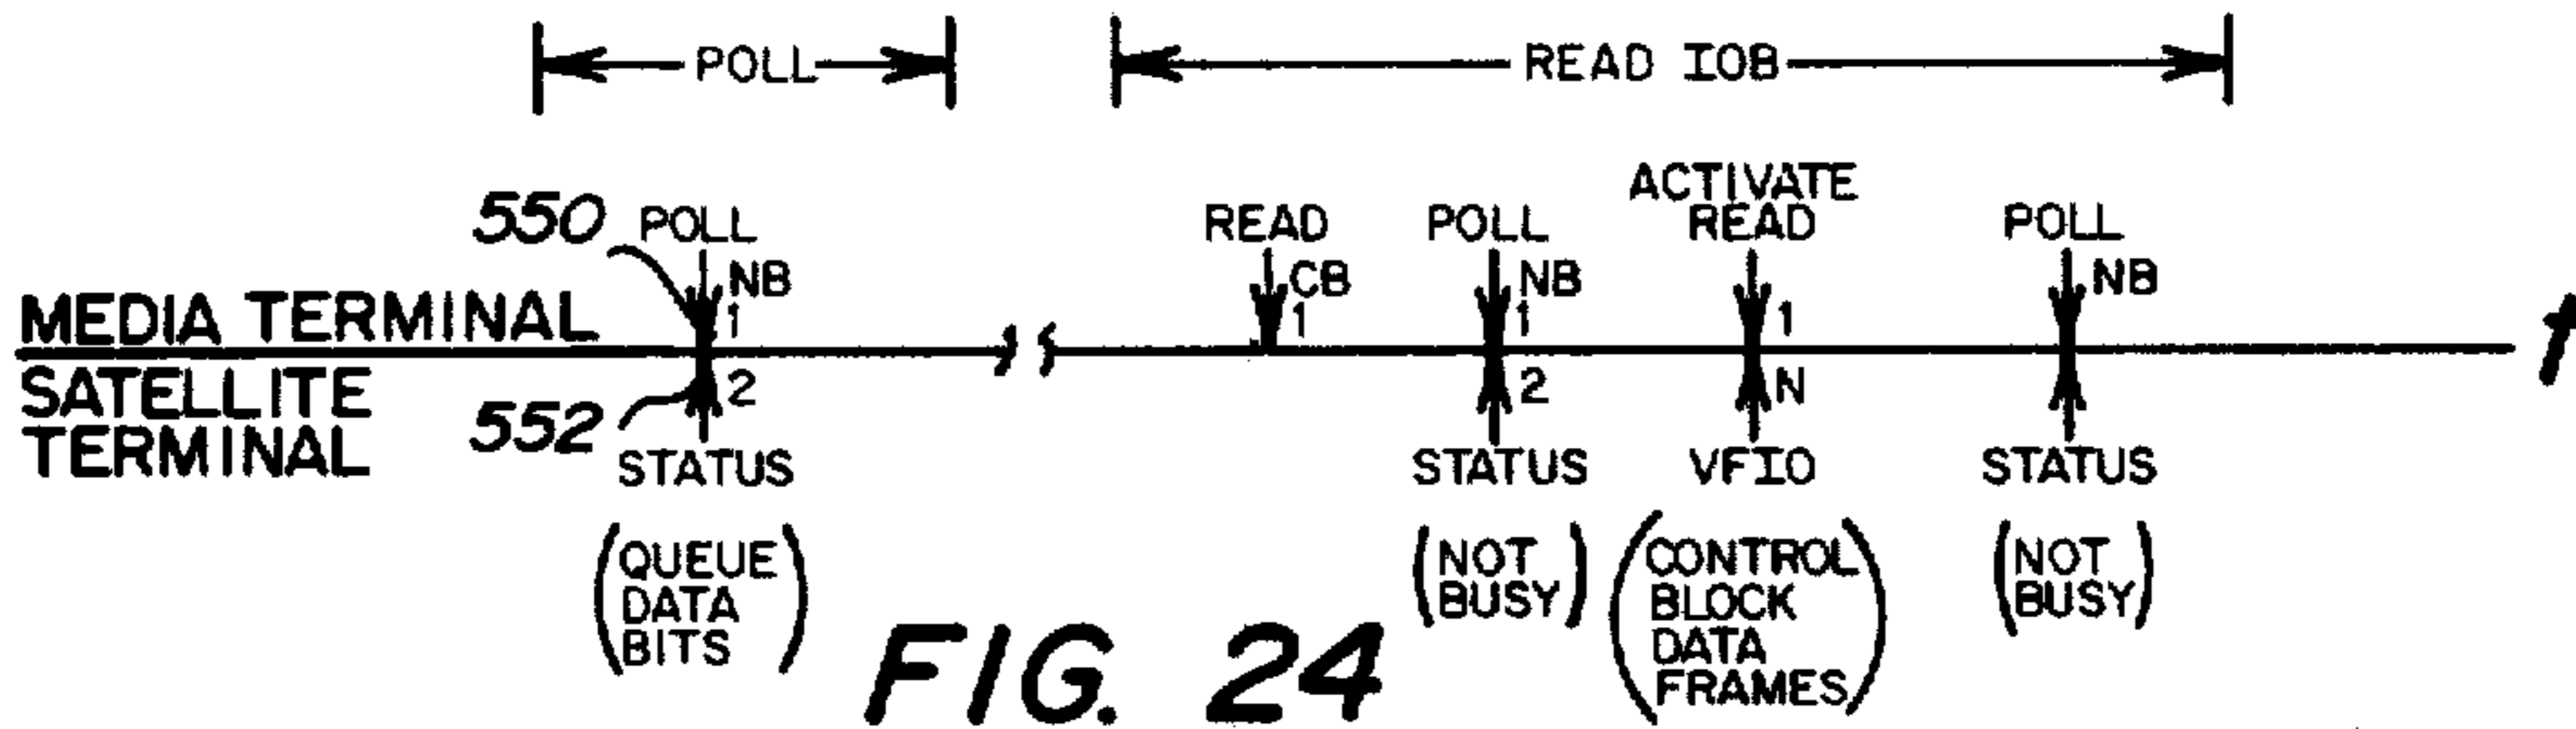 POLL
READ IOB
ACTIVATE
550 POLL READ POLL READ POLL
NB CB NB NB
MEDIA TERMINAL 1 1 1 1
t
SATELLITE 2 2 N
TERMINAL 552 STATUS STATUS VFIO STATUS
(QUEUE DATA BITS)
(NOT BUSY)
(CONTROL BLOCK DATA FRAMES)
(NOT BUSY)
FIG. 24